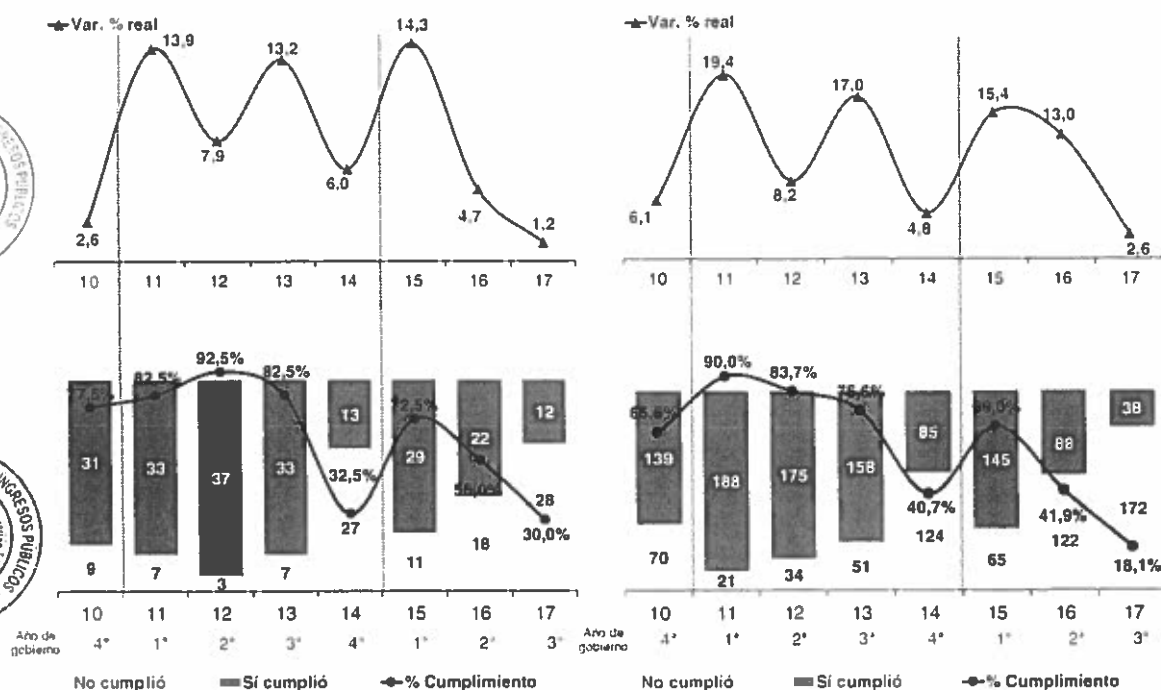 Var. % real
13,9
13,2
14,3
7,9
6,0
4,7
2,6
1,2
10 11 12 13 14 15 16 17
92,5%
82,5%
82,5%
13
12
31 33 37 33 29 22
32,5%
28
27
30,0%
9 7 3 7 11 18
10 11 12 13 14 15 16 17
Año de gobierno 4° 1° 2° 3° 4° 1° 2° 3°
No cumplió Sí cumplió % Cumplimiento
Var. % real
19,4
17,0
15,4
13,0
8,2
6,1
4,8
2,6
10 11 12 13 14 15 16 17
90,0%
83,7%
75,6%
38
139 188 175 158 85 145 88
40,7%
41,9%
172
124
122
18,1%
70 21 34 51 65
10 11 12 13 14 15 16 17
Año de gobierno 4° 1° 2° 3° 4° 1° 2° 3°
No cumplió Sí cumplió % Cumplimiento
INGRESOS PUBLICOS
INGRESOS PUBLICOS